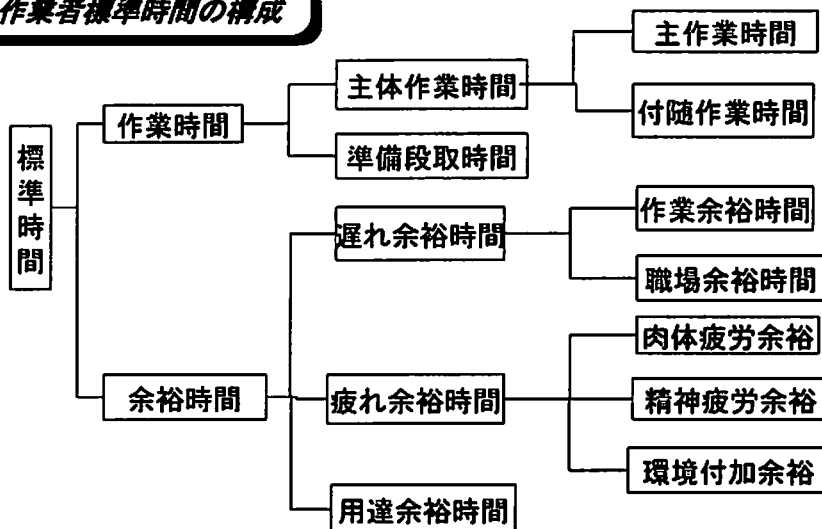 作業者標準時間の構成
標準時間
作業時間
主体作業時間
主作業時間
付随作業時間
準備段取時間
余裕時間
遅れ余裕時間
作業余裕時間
職場余裕時間
疲れ余裕時間
肉体疲労余裕
精神疲労余裕
環境付加余裕
用達余裕時間